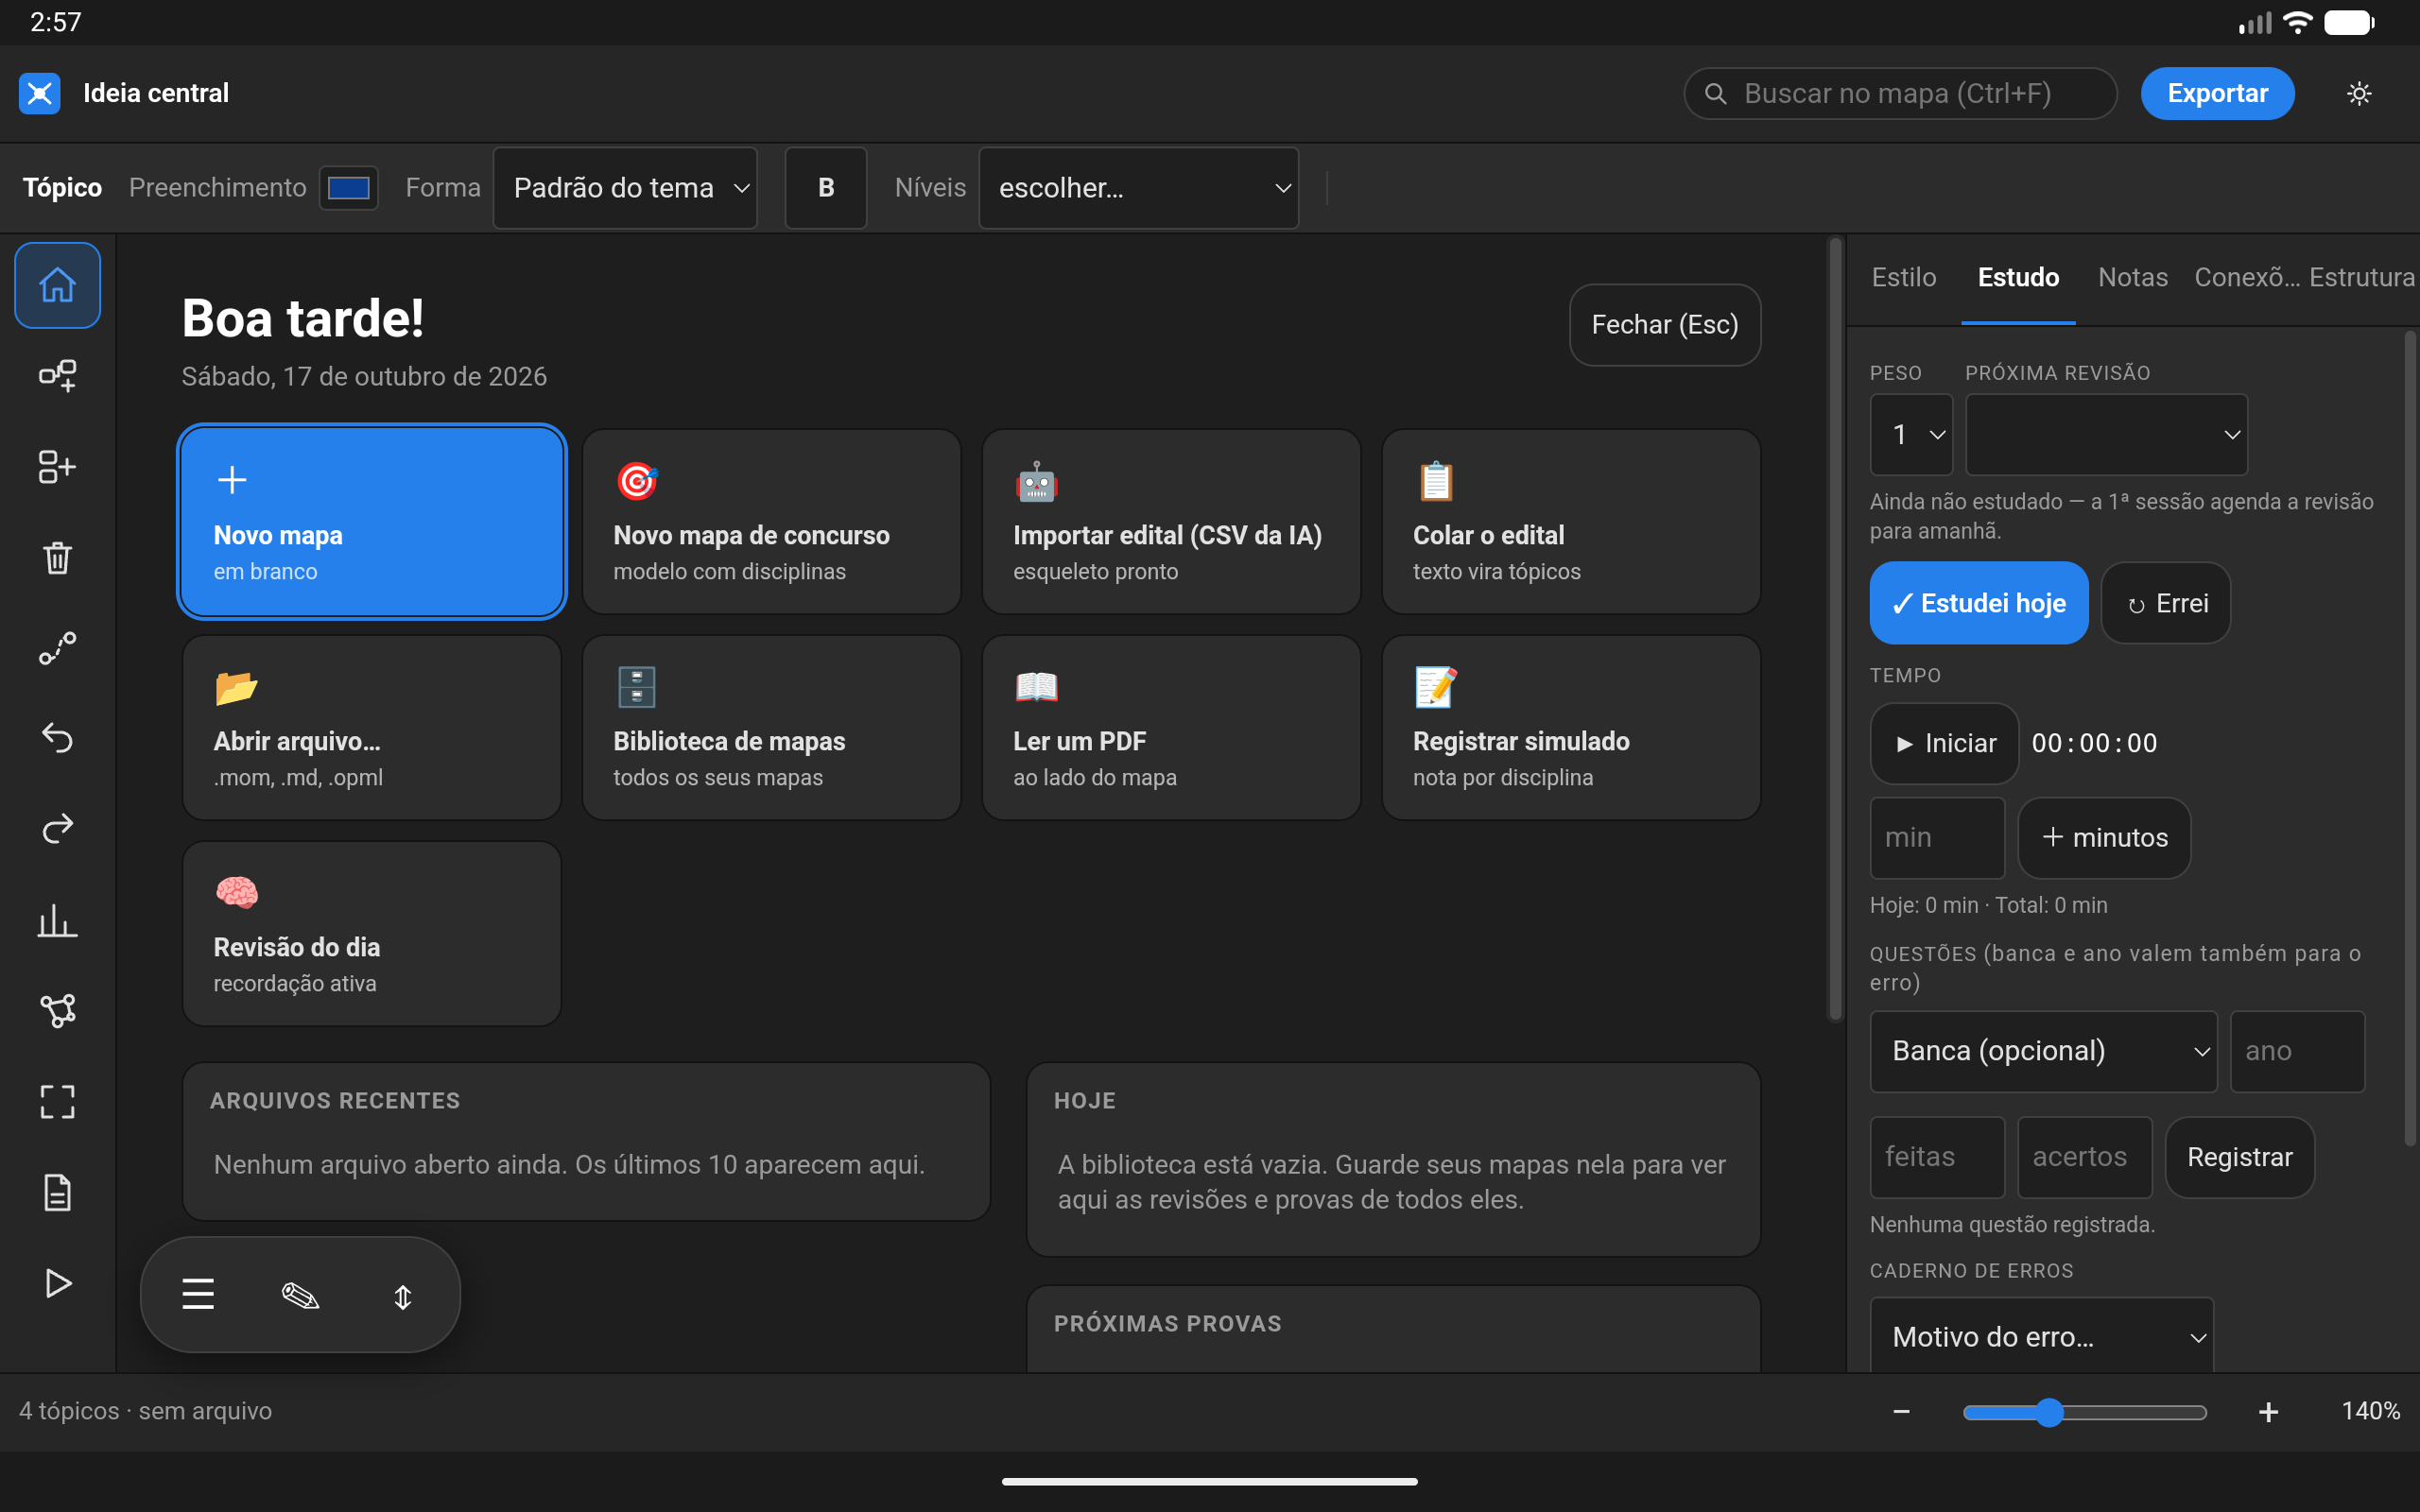 2:57
Ideia central
Buscar no mapa (Ctrl+F)
Exportar
Tópico
Preenchimento
Forma
Padrão do tema
B
Níveis
escolher...
Boa tarde!
Sábado, 17 de outubro de 2026
Fechar (Esc)
Novo mapa
em branco
Novo mapa de concurso
modelo com disciplinas
Importar edital (CSV da IA)
esqueleto pronto
Colar o edital
texto vira tópicos
Abrir arquivo...
.mom, .md, .opml
Biblioteca de mapas
todos os seus mapas
Ler um PDF
ao lado do mapa
Registrar simulado
nota por disciplina
Revisão do dia
recordação ativa
ARQUIVOS RECENTES
Nenhum arquivo aberto ainda. Os últimos 10 aparecem aqui.
HOJE
A biblioteca está vazia. Guarde seus mapas nela para ver
aqui as revisões e provas de todos eles.
PRÓXIMAS PROVAS
Estilo
Estudo
Notas
Conexõ...
Estrutura
PESO
PRÓXIMA REVISÃO
1
Ainda não estudado — a 1ª sessão agenda a revisão
para amanhã.
✓ Estudei hoje
↻ Errei
TEMPO
► Iniciar
00:00:00
min
+ minutos
Hoje: 0 min · Total: 0 min
QUESTÕES (banca e ano valem também para o
erro)
Banca (opcional)
ano
feitas
acertos
Registrar
Nenhuma questão registrada.
CADERNO DE ERROS
Motivo do erro...
4 tópicos · sem arquivo
− 
+
140%